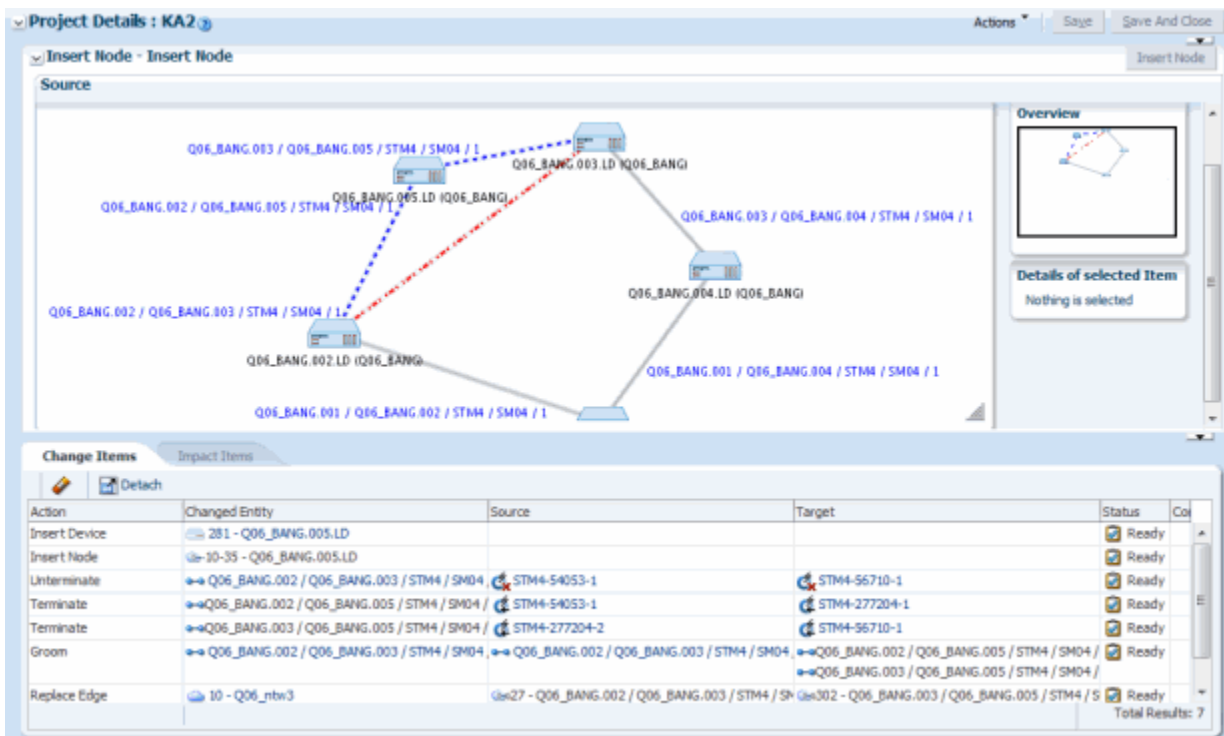 Project Details : KA2
Actions
Save
Save And Close
Insert Node - Insert Node
Insert Node
Source
Overview
Q06_BANG.003 / Q06_BANG.005 / STM4 / SM04 / 1
Q06_BANG.003.LD (Q06_BANG)
Q06_BANG.005.LD (Q06_BANG)
Q06_BANG.002 / Q06_BANG.005 / STM4 / SM04 / 1
Q06_BANG.003 / Q06_BANG.004 / STM4 / SM04 / 1
Details of selected Item
Nothing is selected
Q06_BANG.004.LD (Q06_BANG)
Q06_BANG.002 / Q06_BANG.003 / STM4 / SM04 / 1
Q06_BANG.002.LD (Q06_BANG)
Q06_BANG.001 / Q06_BANG.004 / STM4 / SM04 / 1
Q06_BANG.001 / Q06_BANG.002 / STM4 / SM04 / 1
Change Items
Impact Items
Detach
Action Changed Entity Source Target Status
Insert Device 281 - Q06_BANG.005.LD Ready
Insert Node 10-35 - Q06_BANG.005.LD Ready
Unterminate Q06_BANG.002 / Q06_BANG.003 / STM4 / SM04 STM4-54053-1 STM4-56710-1 Ready
Terminate Q06_BANG.002 / Q06_BANG.005 / STM4 / SM04 / STM4-54053-1 STM4-277204-1 Ready
Terminate Q06_BANG.003 / Q06_BANG.005 / STM4 / SM04 / STM4-277204-2 STM4-56710-1 Ready
Groom Q06_BANG.002 / Q06_BANG.003 / STM4 / SM04 Q06_BANG.002 / Q06_BANG.003 / STM4 / SM04 Q06_BANG.002 / Q06_BANG.005 / STM4 / SM04 / Ready
Q06_BANG.003 / Q06_BANG.005 / STM4 / SM04 /
Replace Edge 10 - Q06_ntw3 27 - Q06_BANG.002 / Q06_BANG.003 / STM4 / 302 - Q06_BANG.003 / Q06_BANG.005 / STM4 / S Ready
Total Results: 7